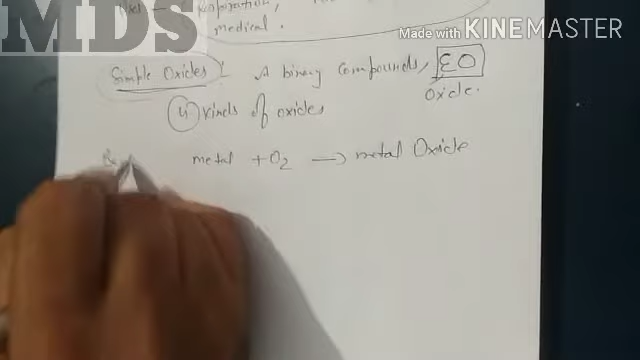 MDS
Made with KINEMASTER
respiration,
medical.
Simple Oxides A binary compounds, EO
Oxide.
4 kinds of oxides
metal + O2 → metal Oxide